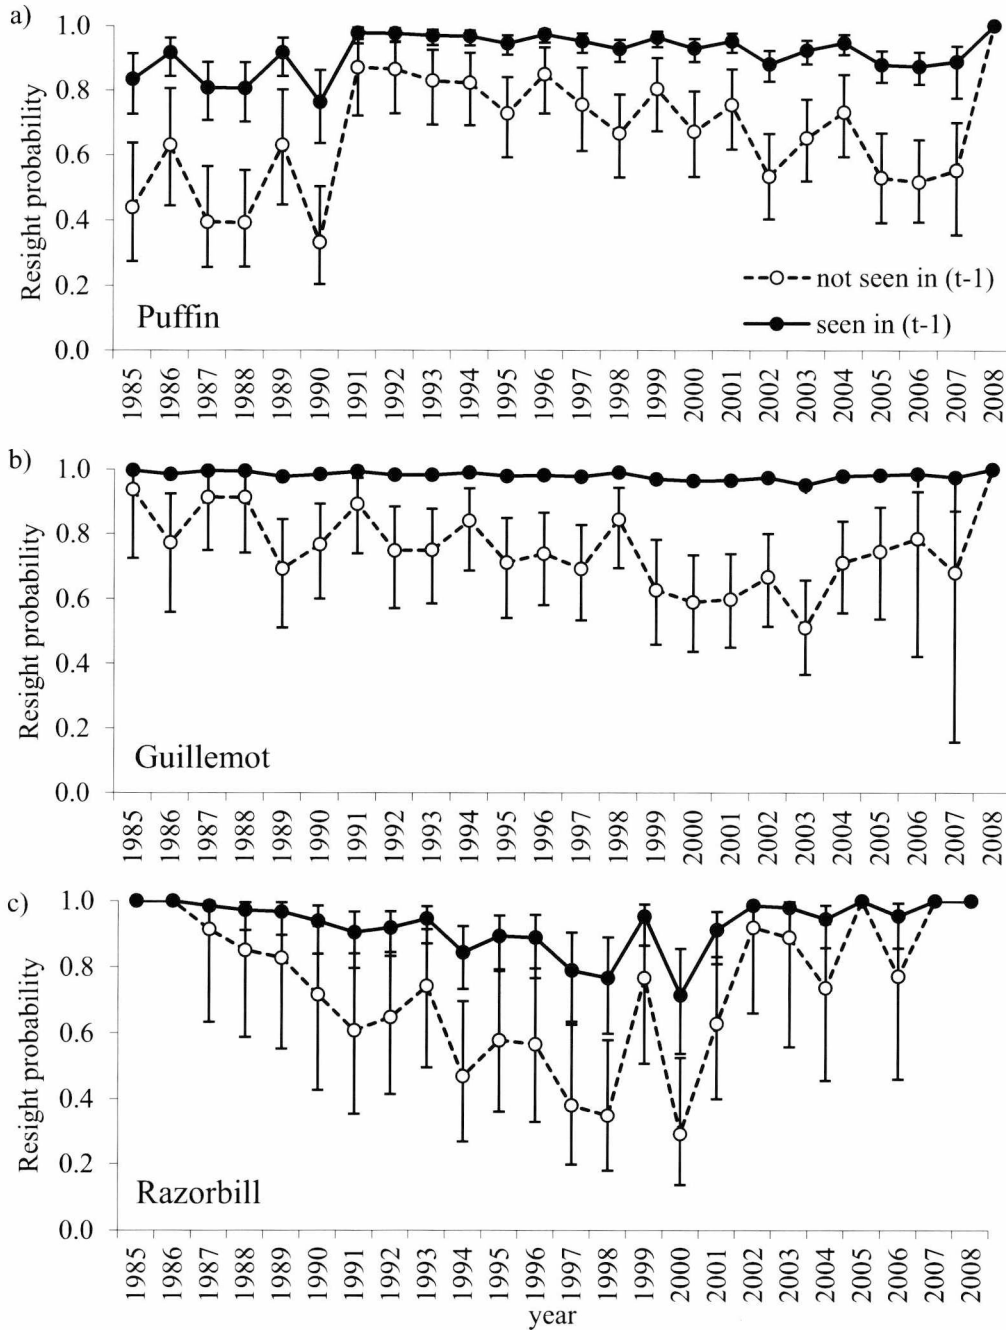 a)
1.0
0.8
0.6
0.4
0.2
0.0
Resight probability
Puffin
not seen in (t-1)
seen in (t-1)
1985 1986 1987 1988 1989 1990 1991 1992 1993 1994 1995 1996 1997 1998 1999 2000 2001 2002 2003 2004 2005 2006 2007 2008
b)
1.0
0.8
0.6
0.4
0.2
0.0
Resight probability
Guillemot
1985 1986 1987 1988 1989 1990 1991 1992 1993 1994 1995 1996 1997 1998 1999 2000 2001 2002 2003 2004 2005 2006 2007 2008
c)
1.0
0.8
0.6
0.4
0.2
0.0
Resight probability
Razorbill
1985 1986 1987 1988 1989 1990 1991 1992 1993 1994 1995 1996 1997 1998 1999 2000 2001 2002 2003 2004 2005 2006 2007 2008
year